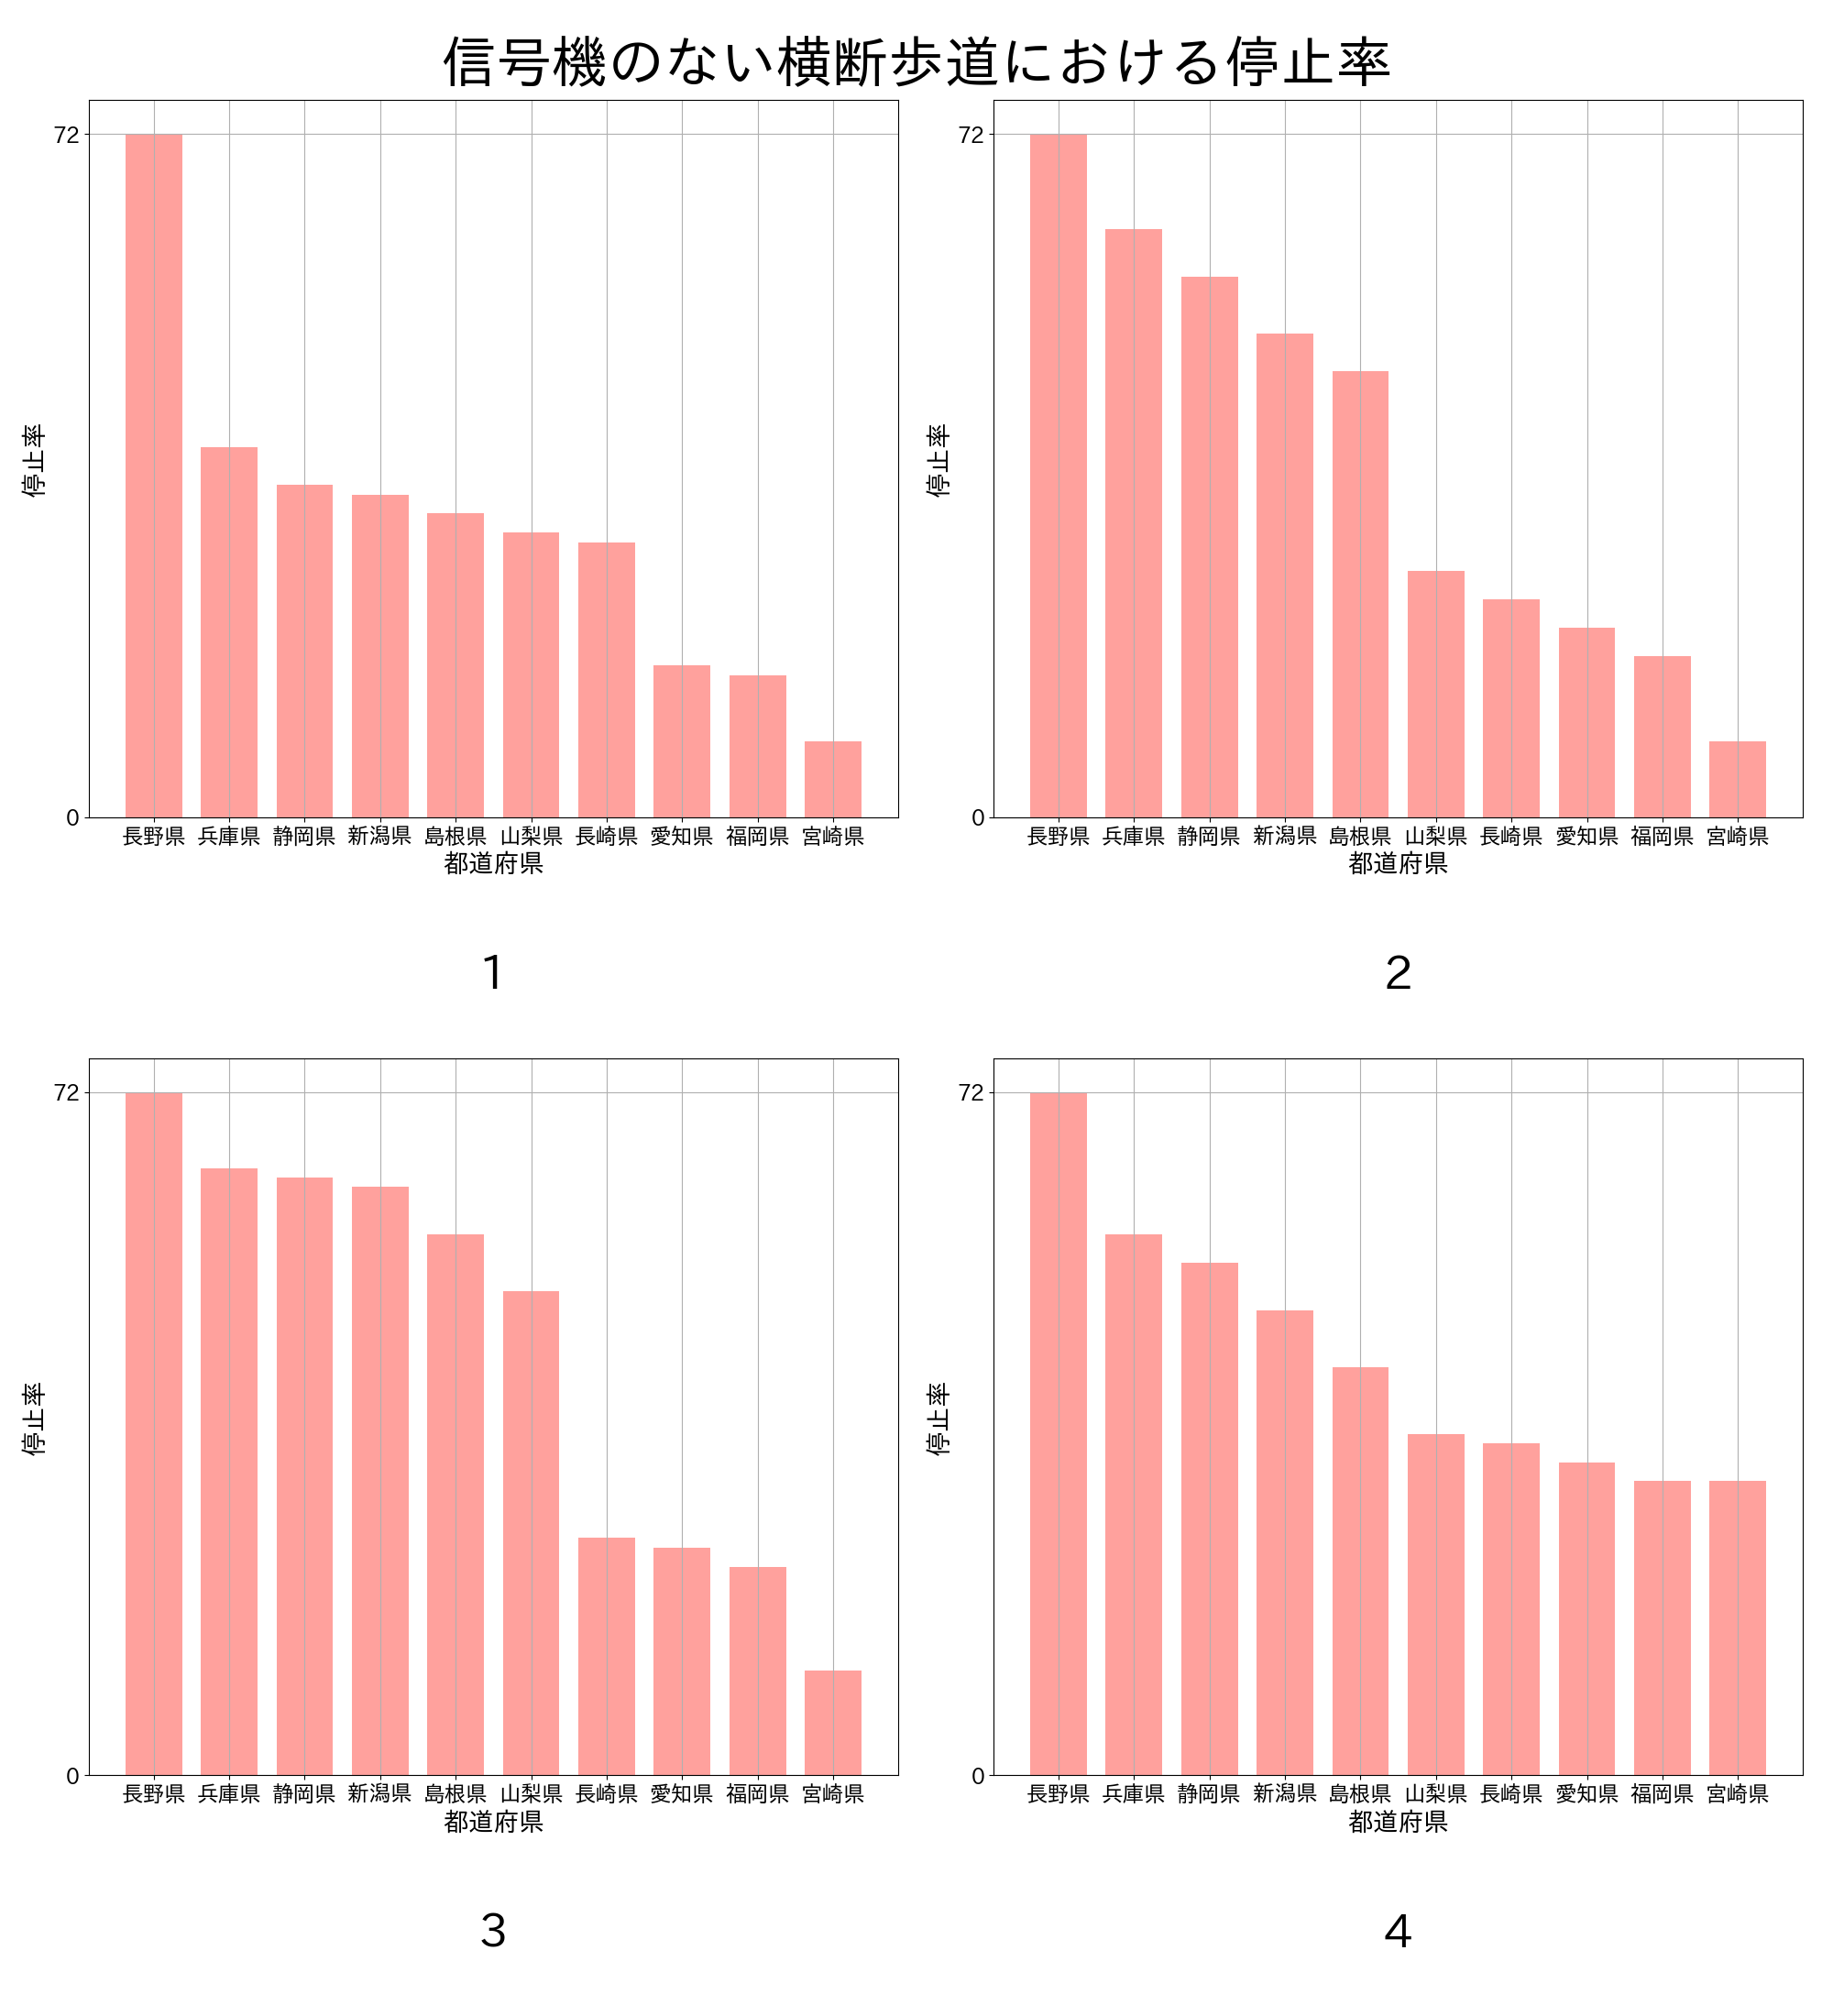 信号機のない横断歩道における停止率
72
0
停止率
長野県 兵庫県 静岡県 新潟県 島根県 山梨県 長崎県 愛知県 福岡県 宮崎県
都道府県
1
72
0
停止率
長野県 兵庫県 静岡県 新潟県 島根県 山梨県 長崎県 愛知県 福岡県 宮崎県
都道府県
2
72
0
停止率
長野県 兵庫県 静岡県 新潟県 島根県 山梨県 長崎県 愛知県 福岡県 宮崎県
都道府県
3
72
0
停止率
長野県 兵庫県 静岡県 新潟県 島根県 山梨県 長崎県 愛知県 福岡県 宮崎県
都道府県
4